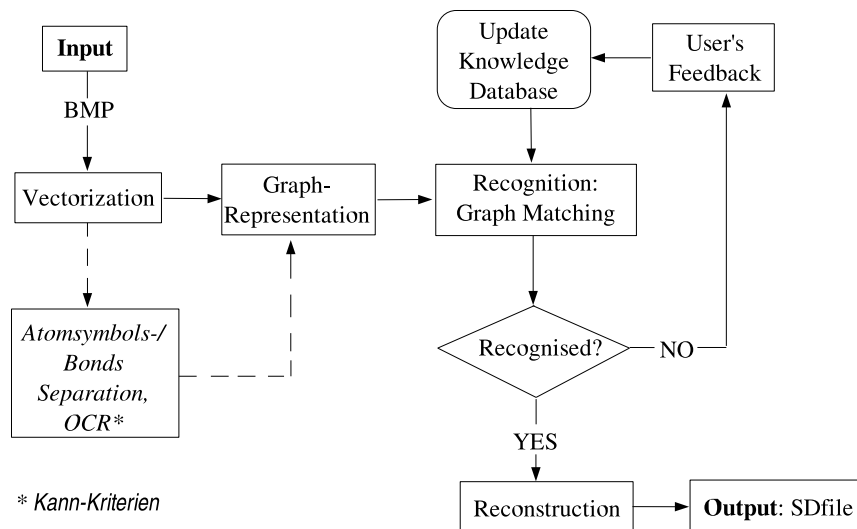 Input
BMP
Vectorization
Graph-
Representation
Atomsymbols-/
Bonds
Separation,
OCR*
* Kann-Kriterien
Update
Knowledge
Database
User's
Feedback
Recognition:
Graph Matching
Recognised?
NO
YES
Reconstruction
Output: SDfile